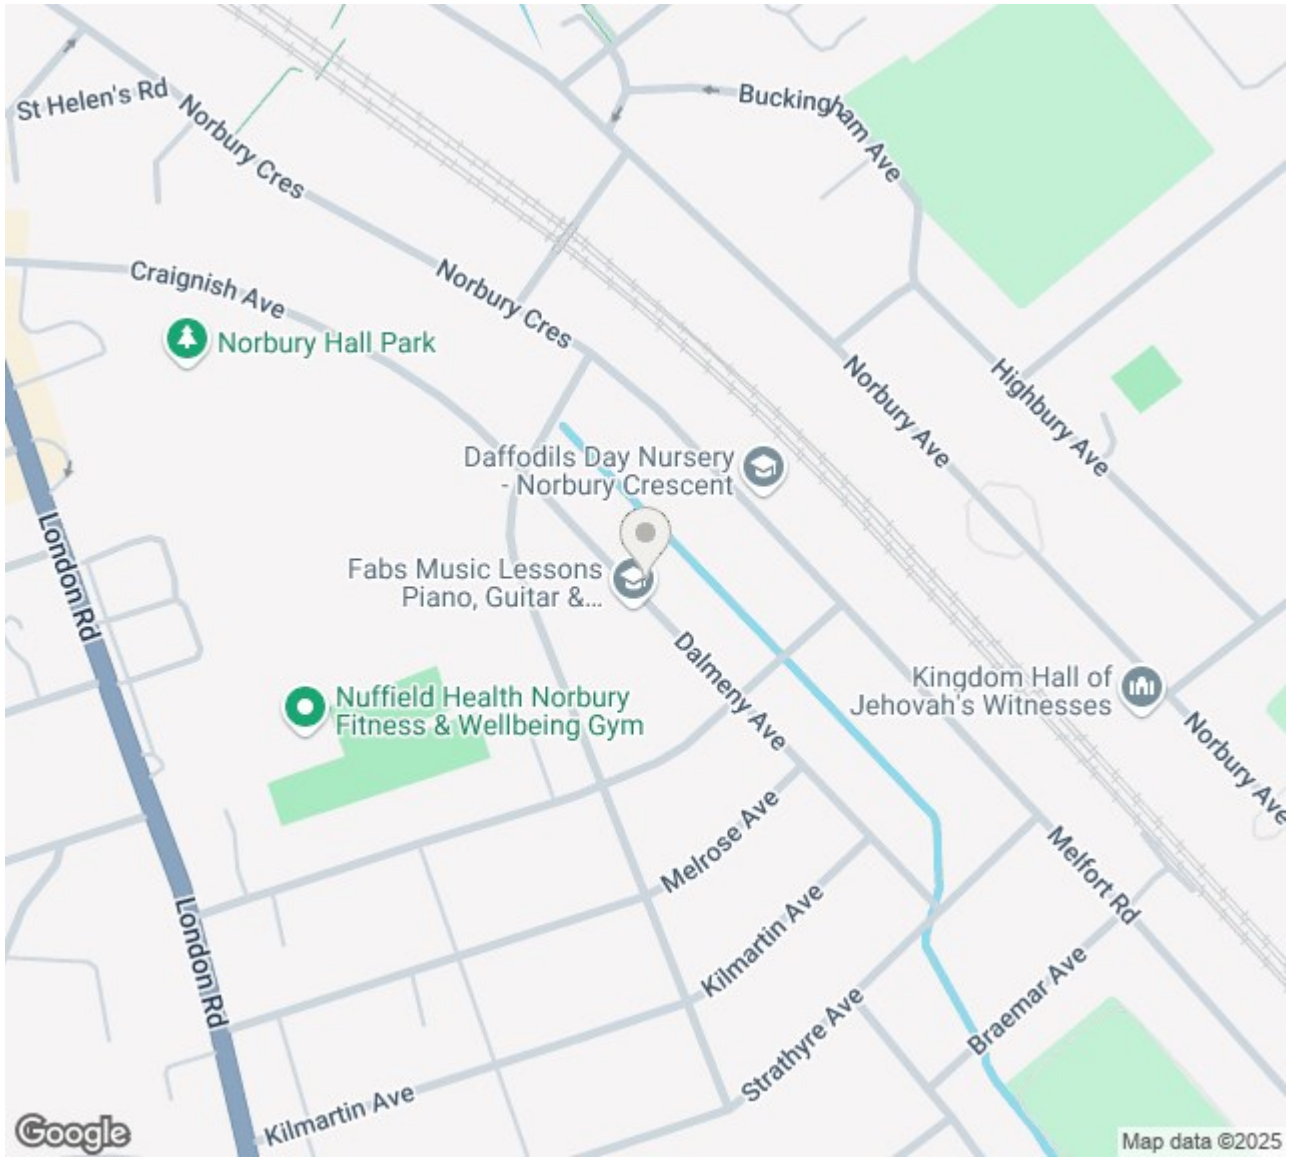 St Helen's Rd
Norbury Cres
Buckingham Ave
Craignish Ave
Norbury Cres
Norbury Hall Park
Norbury Ave
Highbury Ave
Daffodils Day Nursery
- Norbury Crescent
London Rd
Fabs Music Lessons
Piano, Guitar &...
Dalmeny Ave
Kingdom Hall of
Jehovah's Witnesses
Nuffield Health Norbury
Fitness & Wellbeing Gym
Norbury Ave
Melrose Ave
Melfort Rd
London Rd
Kilmartin Ave
Strathyre Ave
Braemar Ave
Kilmartin Ave
Google
Map data ©2025